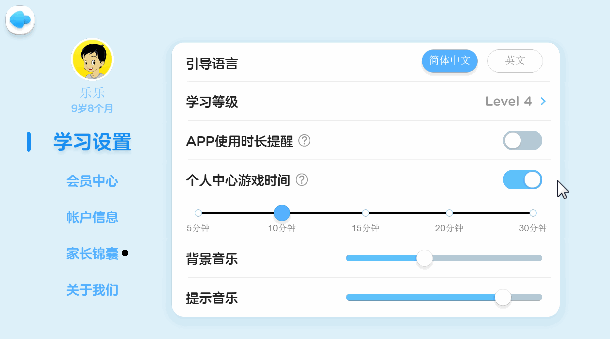 乐乐
9岁8个月
学习设置
会员中心
帐户信息
家长锦囊
关于我们
引导语言 简体中文 英文
学习等级 Level 4
APP使用时长提醒
个人中心游戏时间
5分钟 10分钟 15分钟 20分钟 30分钟
背景音乐
提示音乐